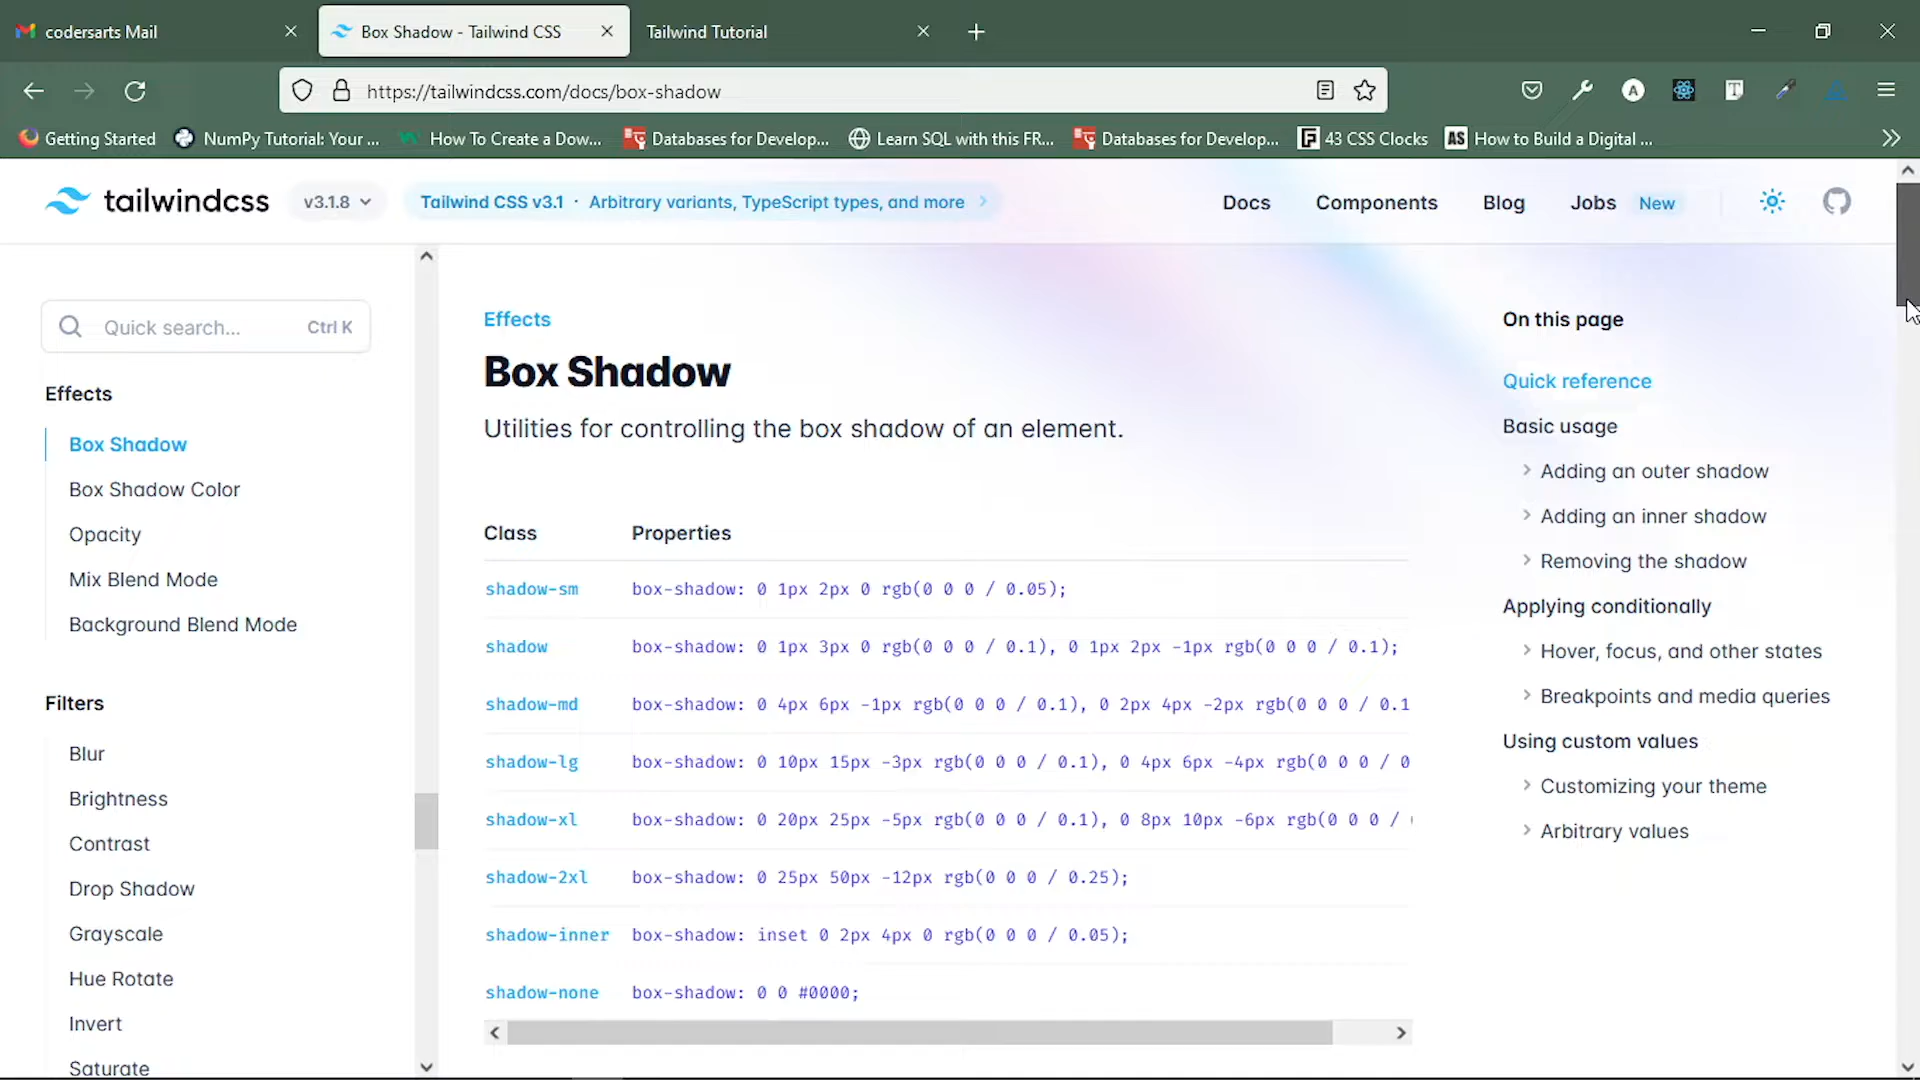 codersarts Mail
Box Shadow - Tailwind CSS
Tailwind Tutorial
https://tailwindcss.com/docs/box-shadow
Getting Started
NumPy Tutorial: Your ...
How To Create a Dow...
Databases for Develop...
Learn SQL with this FR...
Databases for Develop...
43 CSS Clocks
AS How to Build a Digital ...
tailwindcss
v3.1.8
Tailwind CSS v3.1 · Arbitrary variants, TypeScript types, and more
Docs
Components
Blog
Jobs
New
Quick search...
Ctrl K
Effects
Box Shadow
Box Shadow Color
Opacity
Mix Blend Mode
Background Blend Mode
Filters
Blur
Brightness
Contrast
Drop Shadow
Grayscale
Hue Rotate
Invert
Saturate
Effects
Box Shadow
Utilities for controlling the box shadow of an element.
Class Properties
shadow-sm box-shadow: 0 1px 2px 0 rgb(0 0 0 / 0.05);
shadow box-shadow: 0 1px 3px 0 rgb(0 0 0 / 0.1), 0 1px 2px -1px rgb(0 0 0 / 0.1);
shadow-md box-shadow: 0 4px 6px -1px rgb(0 0 0 / 0.1), 0 2px 4px -2px rgb(0 0 0 / 0.1
shadow-lg box-shadow: 0 10px 15px -3px rgb(0 0 0 / 0.1), 0 4px 6px -4px rgb(0 0 0 / 0
shadow-xl box-shadow: 0 20px 25px -5px rgb(0 0 0 / 0.1), 0 8px 10px -6px rgb(0 0 0 /
shadow-2xl box-shadow: 0 25px 50px -12px rgb(0 0 0 / 0.25);
shadow-inner box-shadow: inset 0 2px 4px 0 rgb(0 0 0 / 0.05);
shadow-none box-shadow: 0 0 #0000;
On this page
Quick reference
Basic usage
Adding an outer shadow
Adding an inner shadow
Removing the shadow
Applying conditionally
Hover, focus, and other states
Breakpoints and media queries
Using custom values
Customizing your theme
Arbitrary values